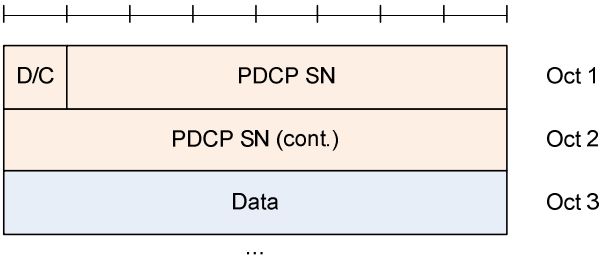 D/C PDCP SN Oct 1
PDCP SN (cont.) Oct 2
Data Oct 3
...